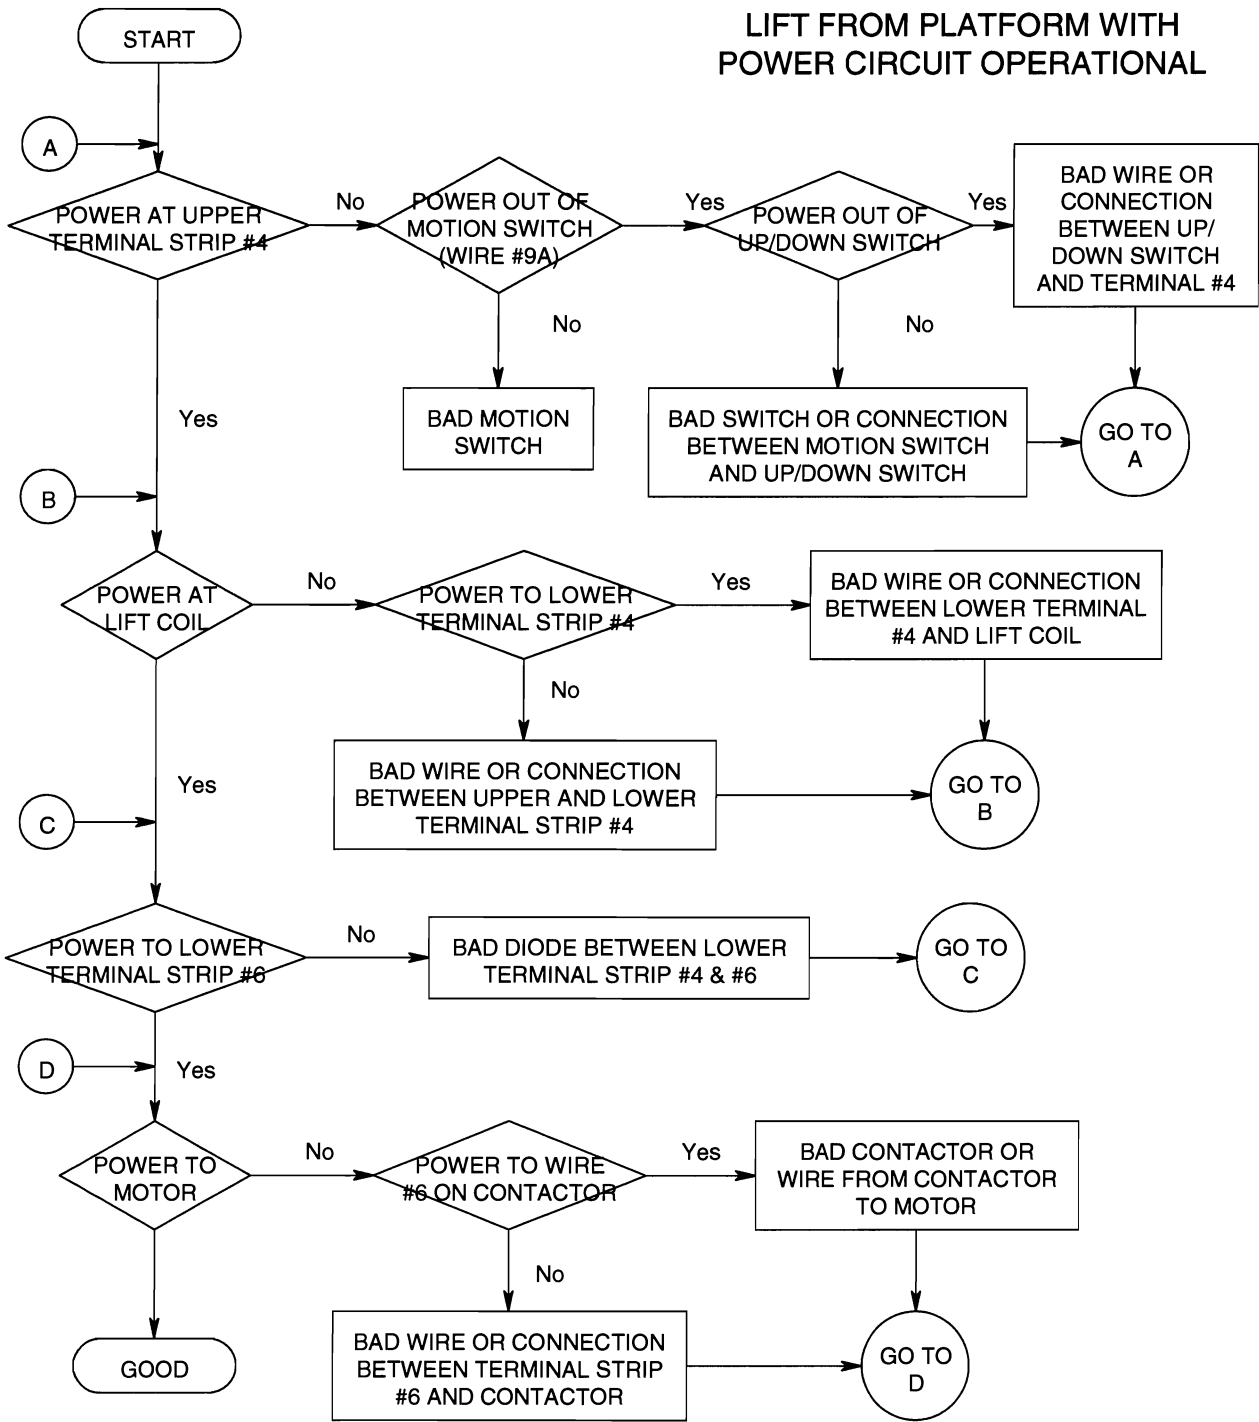 LIFT FROM PLATFORM WITH
POWER CIRCUIT OPERATIONAL
START
A
POWER AT UPPER
TERMINAL STRIP #4
No
POWER OUT OF
MOTION SWITCH
(WIRE #9A)
Yes
POWER OUT OF
UP/DOWN SWITCH
Yes
BAD WIRE OR
CONNECTION
BETWEEN UP/
DOWN SWITCH
AND TERMINAL #4
No
No
Yes
BAD MOTION
SWITCH
BAD SWITCH OR CONNECTION
BETWEEN MOTION SWITCH
AND UP/DOWN SWITCH
GO TO
A
B
POWER AT
LIFT COIL
No
POWER TO LOWER
TERMINAL STRIP #4
Yes
BAD WIRE OR CONNECTION
BETWEEN LOWER TERMINAL
#4 AND LIFT COIL
No
Yes
BAD WIRE OR CONNECTION
BETWEEN UPPER AND LOWER
TERMINAL STRIP #4
GO TO
B
C
POWER TO LOWER
TERMINAL STRIP #6
No
BAD DIODE BETWEEN LOWER
TERMINAL STRIP #4 & #6
GO TO
C
D
Yes
POWER TO
MOTOR
No
POWER TO WIRE
#6 ON CONTACTOR
Yes
BAD CONTACTOR OR
WIRE FROM CONTACTOR
TO MOTOR
No
GOOD
BAD WIRE OR CONNECTION
BETWEEN TERMINAL STRIP
#6 AND CONTACTOR
GO TO
D